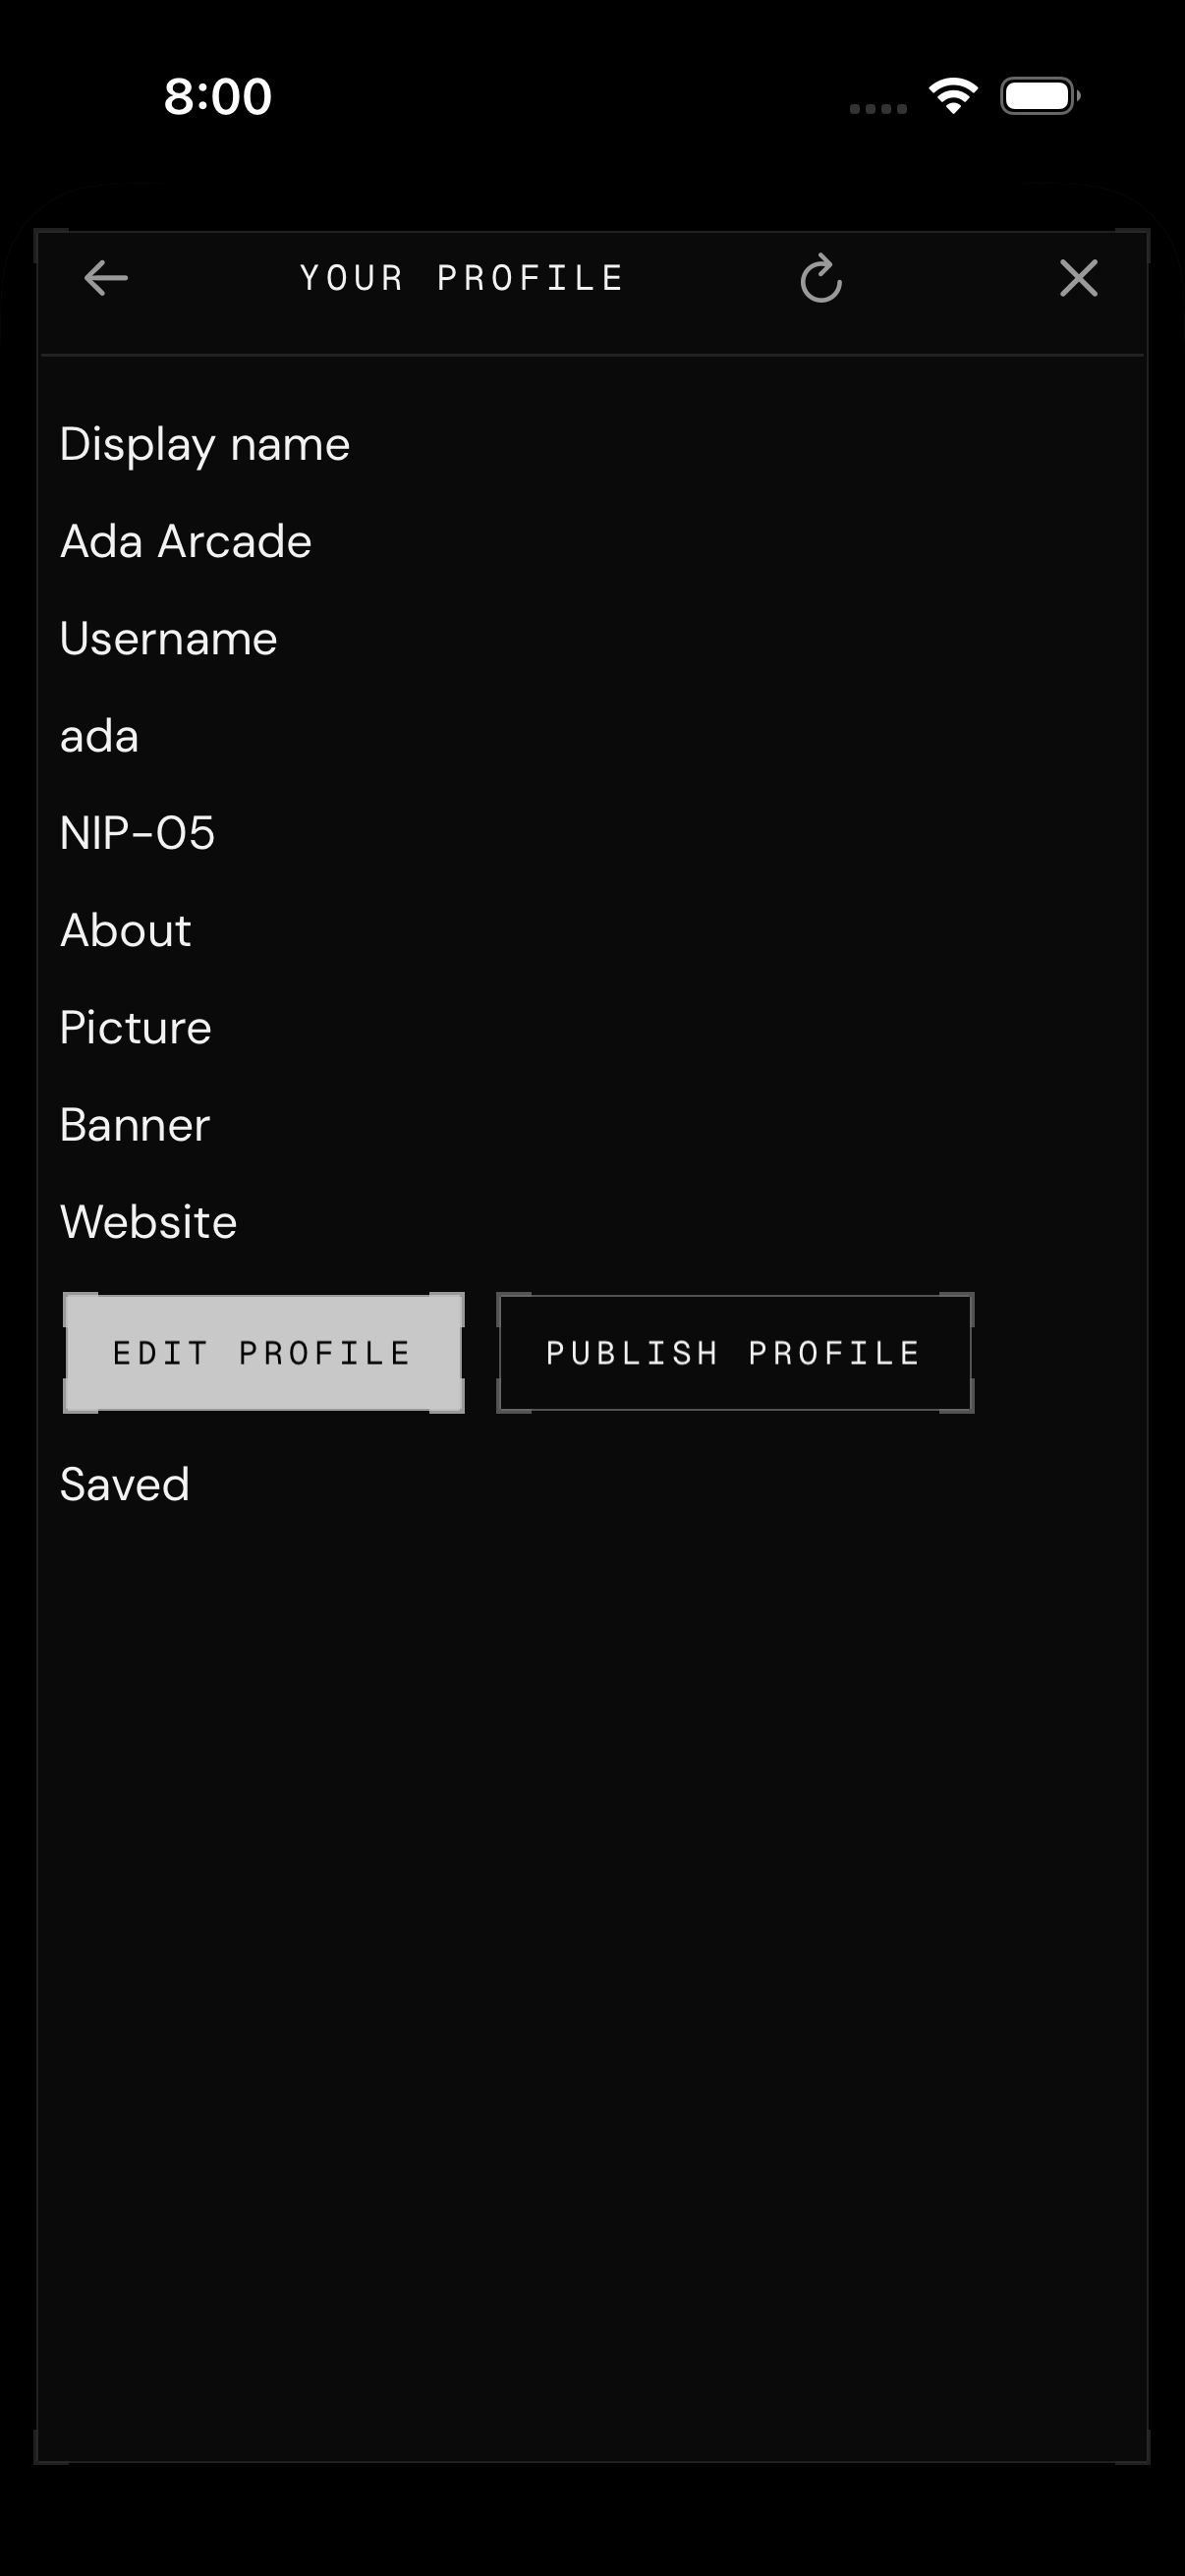 8:00
YOUR PROFILE
Display name
Ada Arcade
Username
ada
NIP-05
About
Picture
Banner
Website
EDIT PROFILE PUBLISH PROFILE
Saved